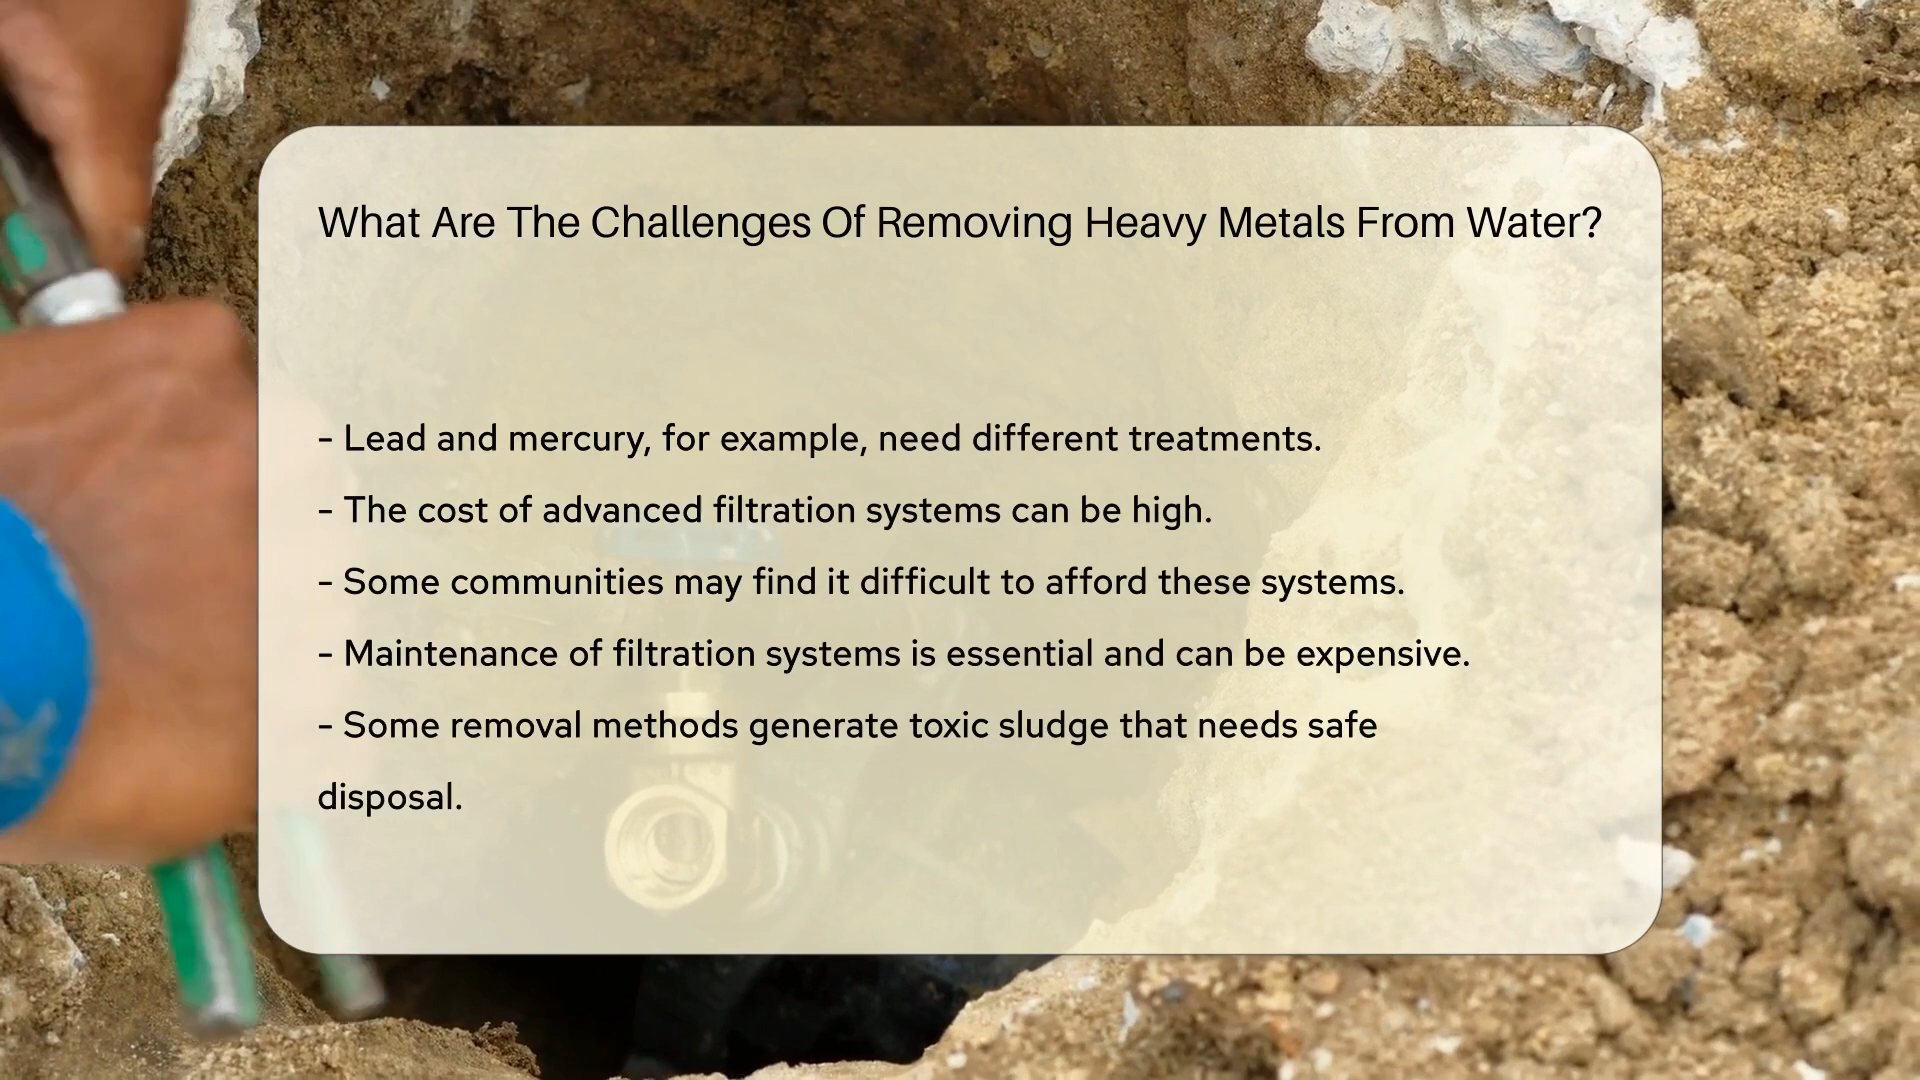 What Are The Challenges Of Removing Heavy Metals From Water?
- Lead and mercury, for example, need different treatments.
- The cost of advanced filtration systems can be high.
- Some communities may find it difficult to afford these systems.
- Maintenance of filtration systems is essential and can be expensive.
- Some removal methods generate toxic sludge that needs safe
disposal.